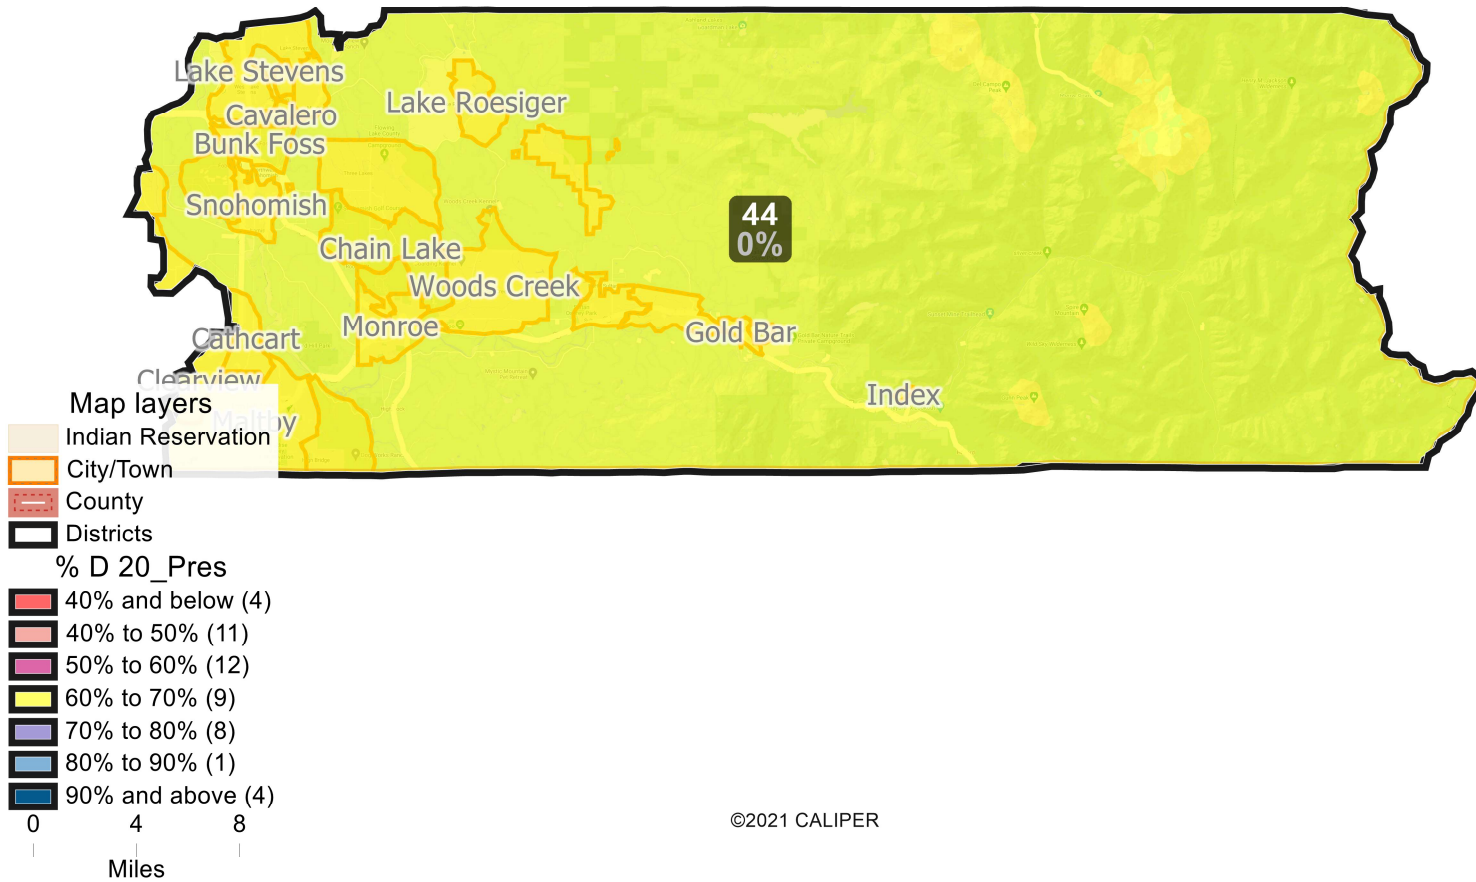 Lake Stevens
Cavalero
Lake Roesiger
Bunk Foss
Snohomish
44
0%
Chain Lake
Woods Creek
Monroe
Gold Bar
Cathcart
Clearview
Index
Maltby
Map layers
Indian Reservation
City/Town
County
Districts
% D 20_Pres
40% and below (4)
40% to 50% (11)
50% to 60% (12)
60% to 70% (9)
70% to 80% (8)
80% to 90% (1)
90% and above (4)
0 4 8
Miles
©2021 CALIPER